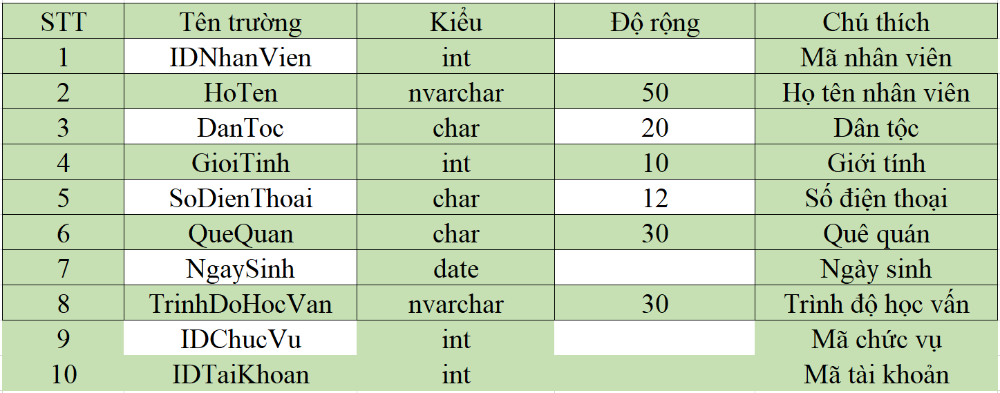 STT Tên trường Kiểu Độ rộng Chú thích
1 IDNhanVien int Mã nhân viên
2 HoTen nvarchar 50 Họ tên nhân viên
3 DanToc char 20 Dân tộc
4 GioiTinh int 10 Giới tính
5 SoDienThoai char 12 Số điện thoại
6 QueQuan char 30 Quê quán
7 NgaySinh date Ngày sinh
8 TrinhDoHocVan nvarchar 30 Trình độ học vấn
9 IDChucVu int Mã chức vụ
10 IDTaiKhoan int Mã tài khoản